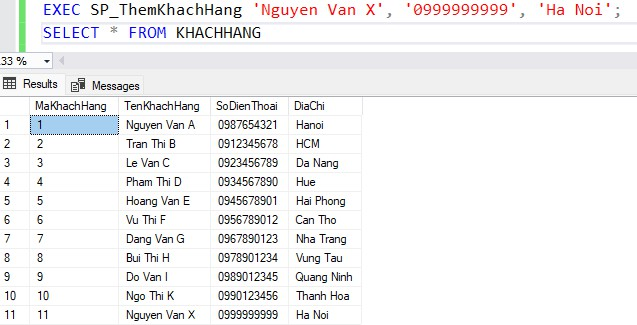 EXEC SP_ThemKhachHang 'Nguyen Van X', '0999999999', 'Ha Noi';
SELECT * FROM KHACHHANG
.33 %
Results Messages
MaKhachHang TenKhachHang SoDienThoai DiaChi
1 1 Nguyen Van A 0987654321 Hanoi
2 2 Tran Thi B 0912345678 HCM
3 3 Le Van C 0923456789 Da Nang
4 4 Pham Thi D 0934567890 Hue
5 5 Hoang Van E 0945678901 Hai Phong
6 6 Vu Thi F 0956789012 Can Tho
7 7 Dang Van G 0967890123 Nha Trang
8 8 Bui Thi H 0978901234 Vung Tau
9 9 Do Van I 0989012345 Quang Ninh
10 10 Ngo Thi K 0990123456 Thanh Hoa
11 11 Nguyen Van X 0999999999 Ha Noi